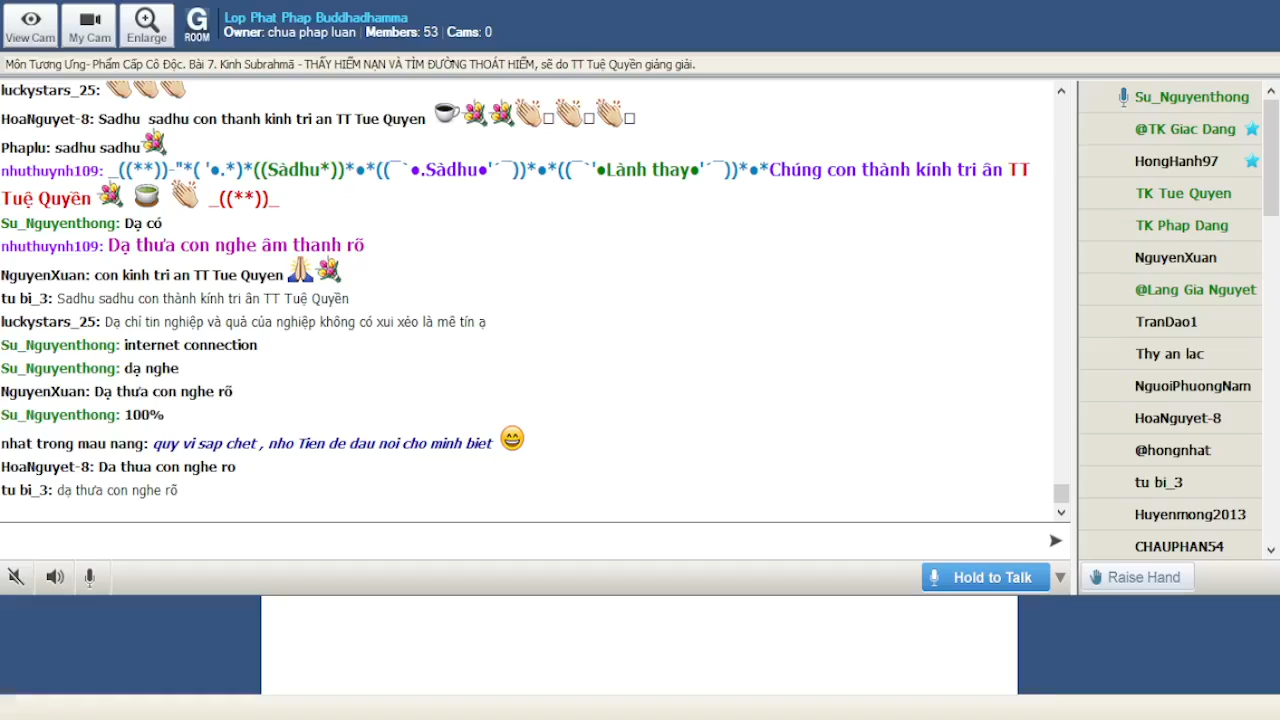 View Cam
My Cam
Enlarge
G
ROOM
Lop Phat Phap Buddhadhamma
Owner: chua phap luan | Members: 53 | Cams: 0
Môn Tương Ưng- Phẩm Cấp Cô Độc. Bài 7. Kinh Subrahmā - THẤY HIỂM NẠN VÀ TÌM ĐƯỜNG THOÁT HIỂM, sẽ do TT Tuệ Quyền giảng giải.
luckystars_25:
HoaNguyet-8: Sadhu sadhu con thanh kinh tri an TT Tue Quyen
Phaplu: sadhu sadhu
nhuthuynh109: _((**))-"*( '●.*)*((Sàdhu*))*●*((¯`●.Sàdhu●'´¯))*●*((¯`'●Lành thay●'´¯))*●*Chúng con thành kính tri ân TT
Tuệ Quyền _((**))_
Su_Nguyenthong: Dạ có
nhuthuynh109: Dạ thưa con nghe âm thanh rõ
NguyenXuan: con kinh tri an TT Tue Quyen
tu bi_3: Sadhu sadhu con thành kính tri ân TT Tuệ Quyền
luckystars_25: Dạ chỉ tin nghiệp và quả của nghiệp không có xui xẻo là mê tín ạ
Su_Nguyenthong: internet connection
Su_Nguyenthong: dạ nghe
NguyenXuan: Dạ thưa con nghe rõ
Su_Nguyenthong: 100%
nhat trong mau nang: quy vi sap chet , nho Tien de dau noi cho minh biet
HoaNguyet-8: Da thua con nghe ro
tu bi_3: dạ thưa con nghe rõ
Hold to Talk
Su_Nguyenthong
@TK Giac Dang
HongHanh97
TK Tue Quyen
TK Phap Dang
NguyenXuan
@Lang Gia Nguyet
TranDao1
Thy an lac
NguoiPhuongNam
HoaNguyet-8
@hongnhat
tu bi_3
Huyenmong2013
CHAUPHAN54
Raise Hand